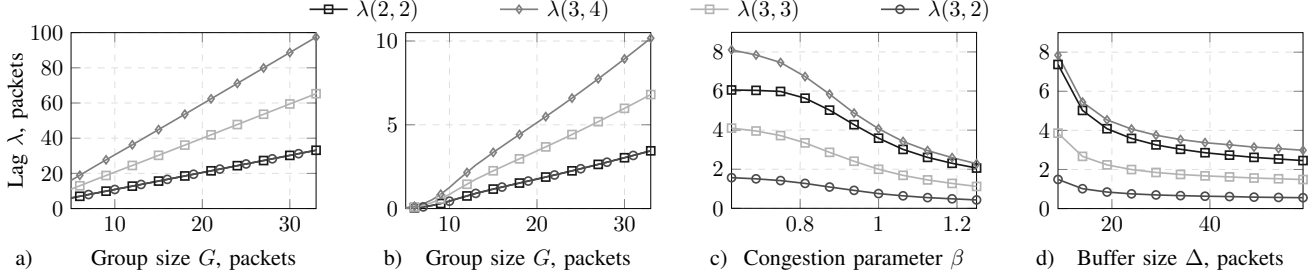 λ(2, 2) λ(3, 4) λ(3, 3) λ(3, 2)
Lag λ, packets
100
80
60
40
20
0
10 20 30
10
5
0
10 20 30
8
6
4
2
0
0.8 1 1.2
8
6
4
2
0
20 40
a) Group size G, packets
b) Group size G, packets
c) Congestion parameter β
d) Buffer size Δ, packets